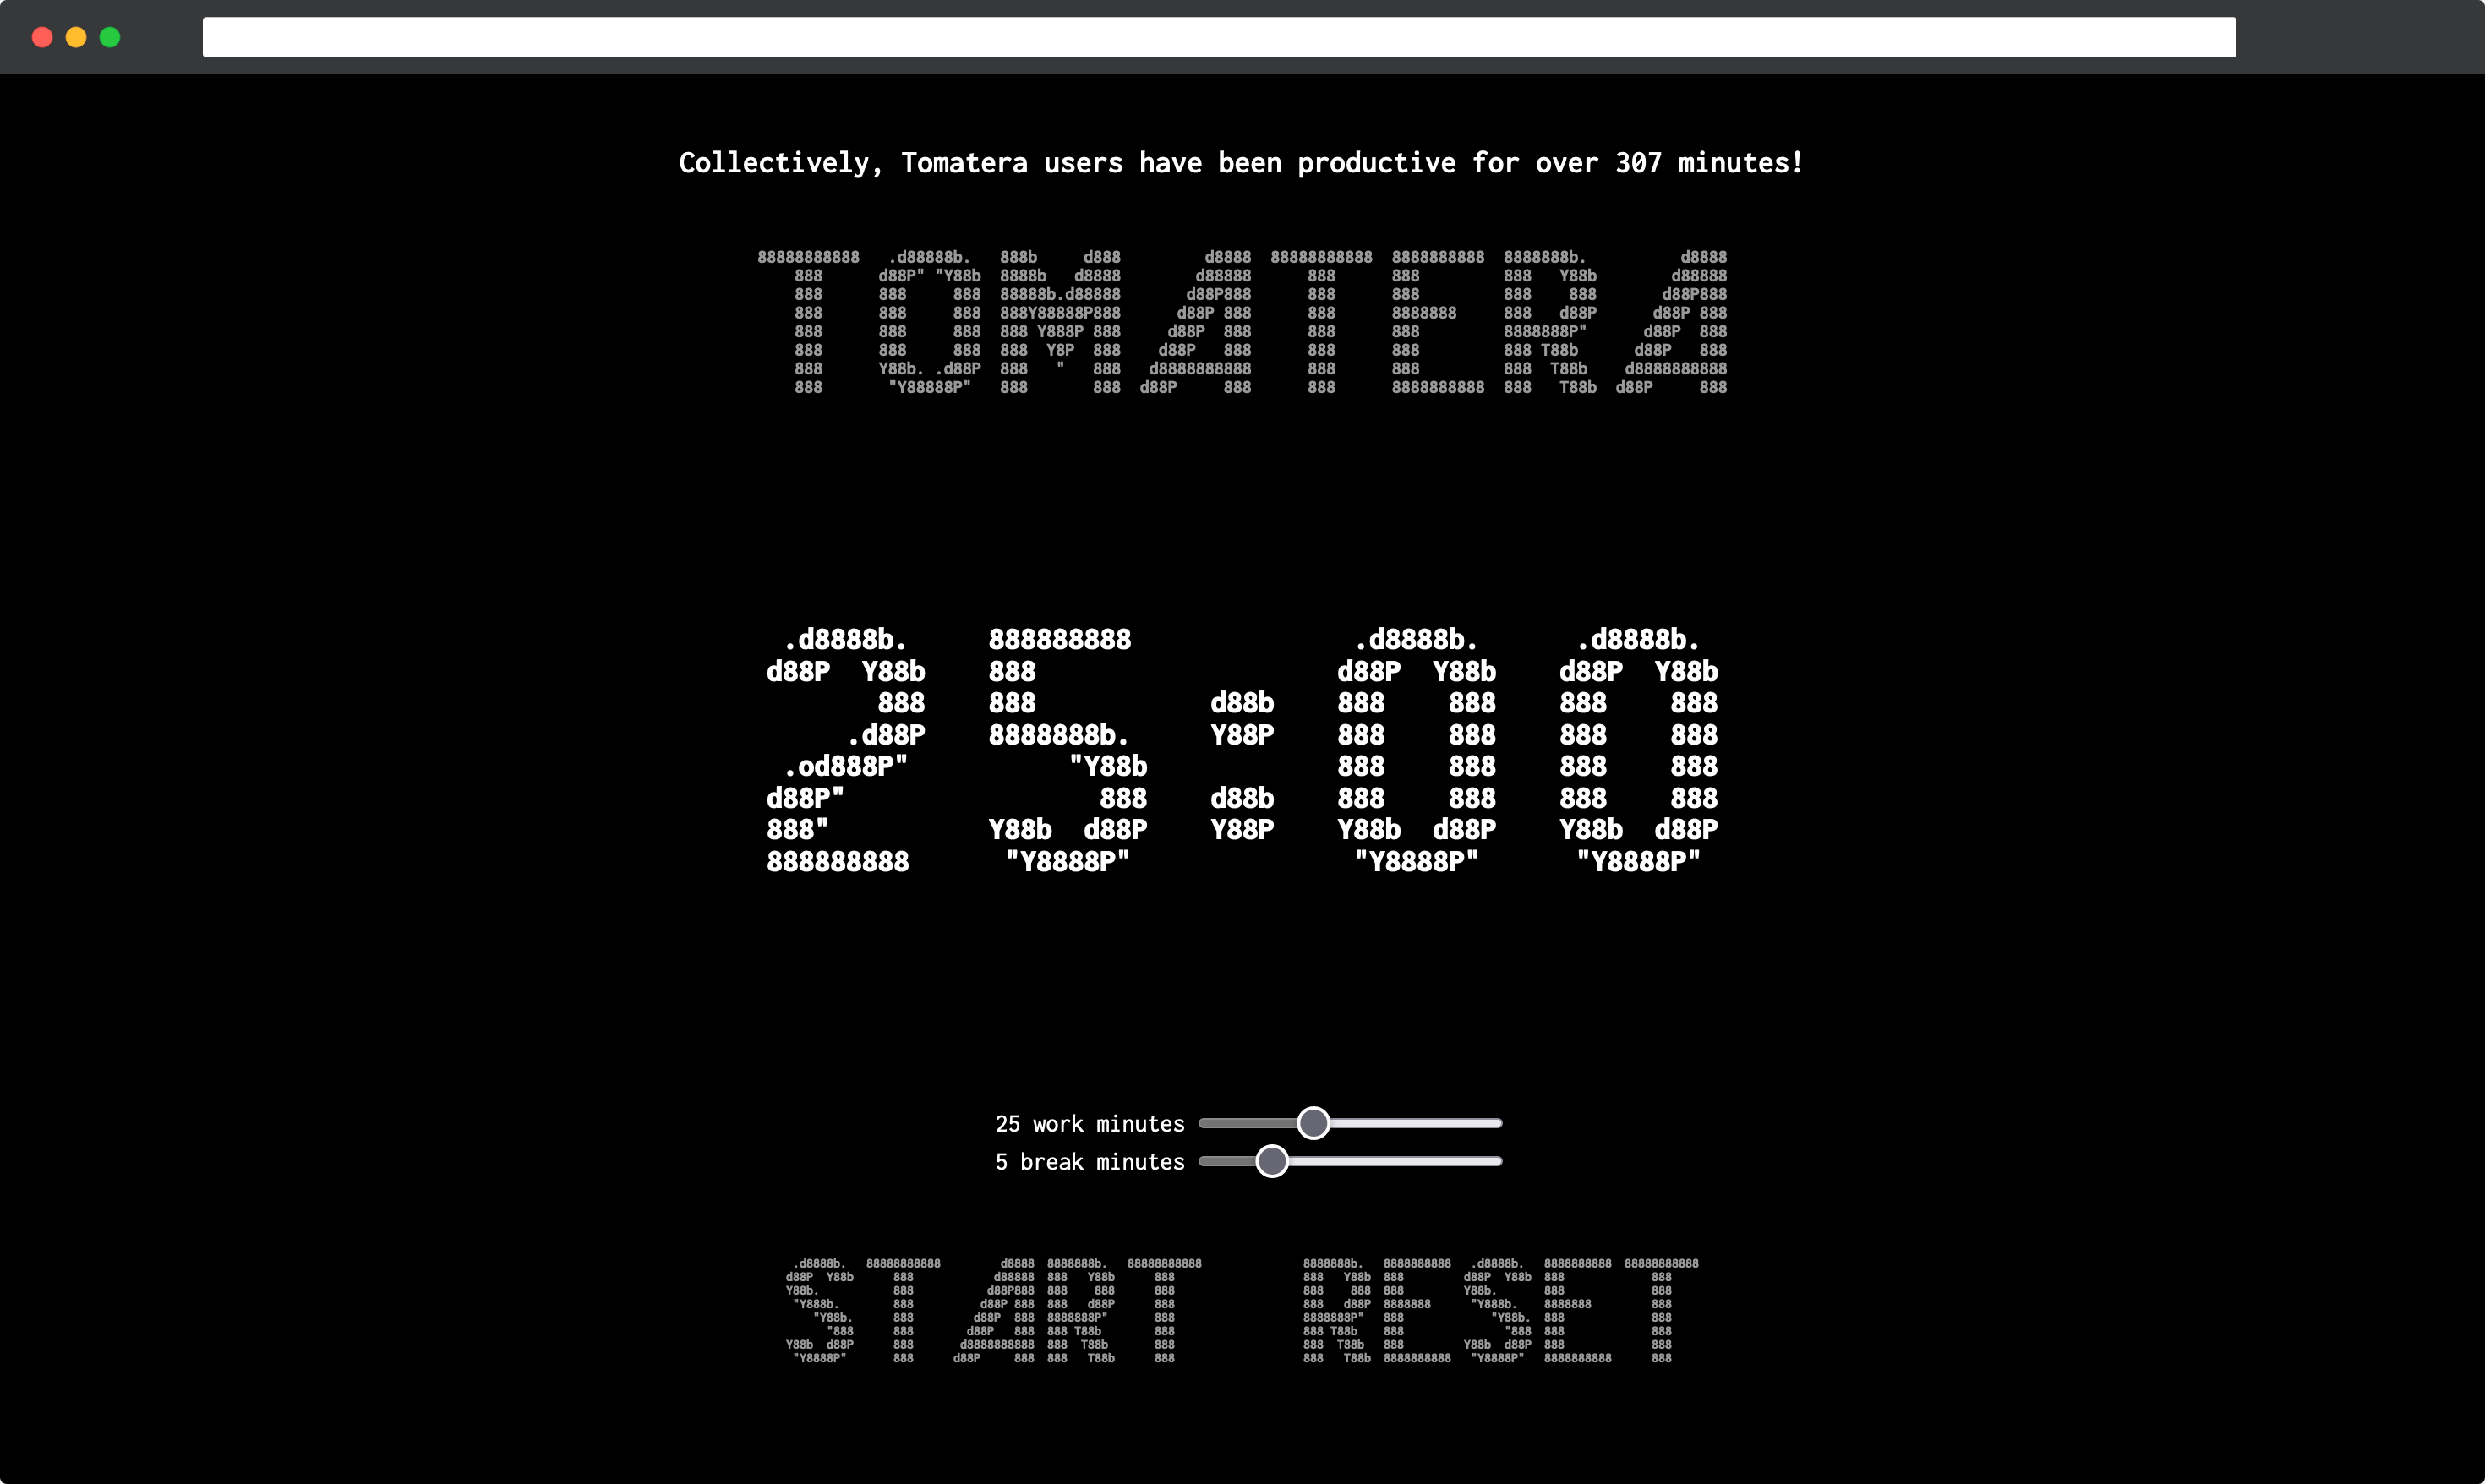 Collectively, Tomatera users have been productive for over 307 minutes!
TOMATERA
25:00
25 work minutes
5 break minutes
START RESET